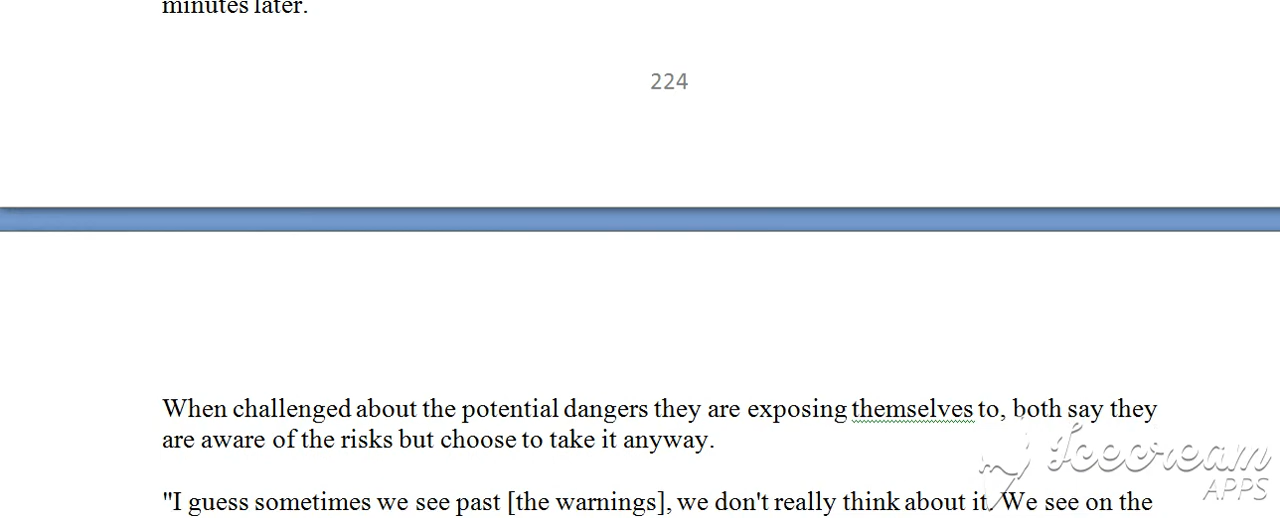 minutes later.
224
When challenged about the potential dangers they are exposing themselves to, both say they
are aware of the risks but choose to take it anyway.
Icecream
APPS
"I guess sometimes we see past [the warnings], we don't really think about it. We see on the